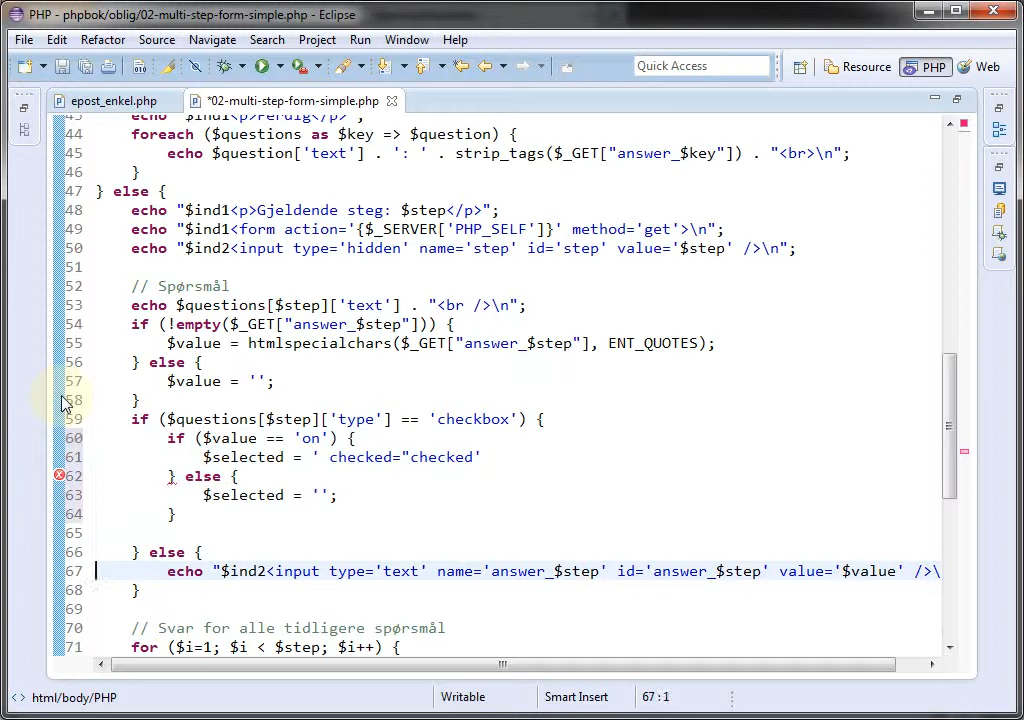 PHP - phpbok/oblig/02-multi-step-form-simple.php - Eclipse
File Edit Refactor Source Navigate Search Project Run Window Help
Quick Access Resource PHP Web
epost_enkel.php *02-multi-step-form-simple.php
44 foreach ($questions as $key => $question) {
45 echo $question['text'] . ': ' . strip_tags($_GET["answer_$key"]) . "<br>\n";
46 }
47 } else {
48 echo "$ind1<p>Gjeldende steg: $step</p>";
49 echo "$ind1<form action='{$_SERVER['PHP_SELF']}' method='get'>\n";
50 echo "$ind2<input type='hidden' name='step' id='step' value='$step' />\n";
51
52 // Spørsmål
53 echo $questions[$step]['text'] . "<br />\n";
54 if (!empty($_GET["answer_$step"])) {
55 $value = htmlspecialchars($_GET["answer_$step"], ENT_QUOTES);
56 } else {
57 $value = '';
58 }
59 if ($questions[$step]['type'] == 'checkbox') {
60 if ($value == 'on') {
61 $selected = ' checked="checked'
62 } else {
63 $selected = '';
64 }
65
66 } else {
67 echo "$ind2<input type='text' name='answer_$step' id='answer_$step' value='$value' />\
68 }
69
70 // Svar for alle tidligere spørsmål
71 for ($i=1; $i < $step; $i++) {
html/body/PHP Writable Smart Insert 67 : 1